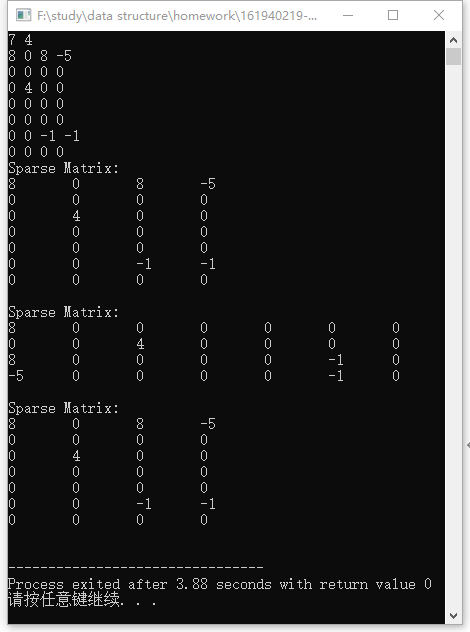 F:\study\data structure\homework\161940219-...
7 4
8 0 8 -5
0 0 0 0
0 4 0 0
0 0 0 0
0 0 0 0
0 0 -1 -1
0 0 0 0
Sparse Matrix:
8 0 8 -5
0 0 0 0
0 4 0 0
0 0 0 0
0 0 0 0
0 0 -1 -1
0 0 0 0
Sparse Matrix:
8 0 0 0 0 0 0
0 0 4 0 0 0 0
8 0 0 0 0 -1 0
-5 0 0 0 0 -1 0
Sparse Matrix:
8 0 8 -5
0 0 0 0
0 4 0 0
0 0 0 0
0 0 0 0
0 0 -1 -1
0 0 0 0
--------------------------------
Process exited after 3.88 seconds with return value 0
请按任意键继续. . .